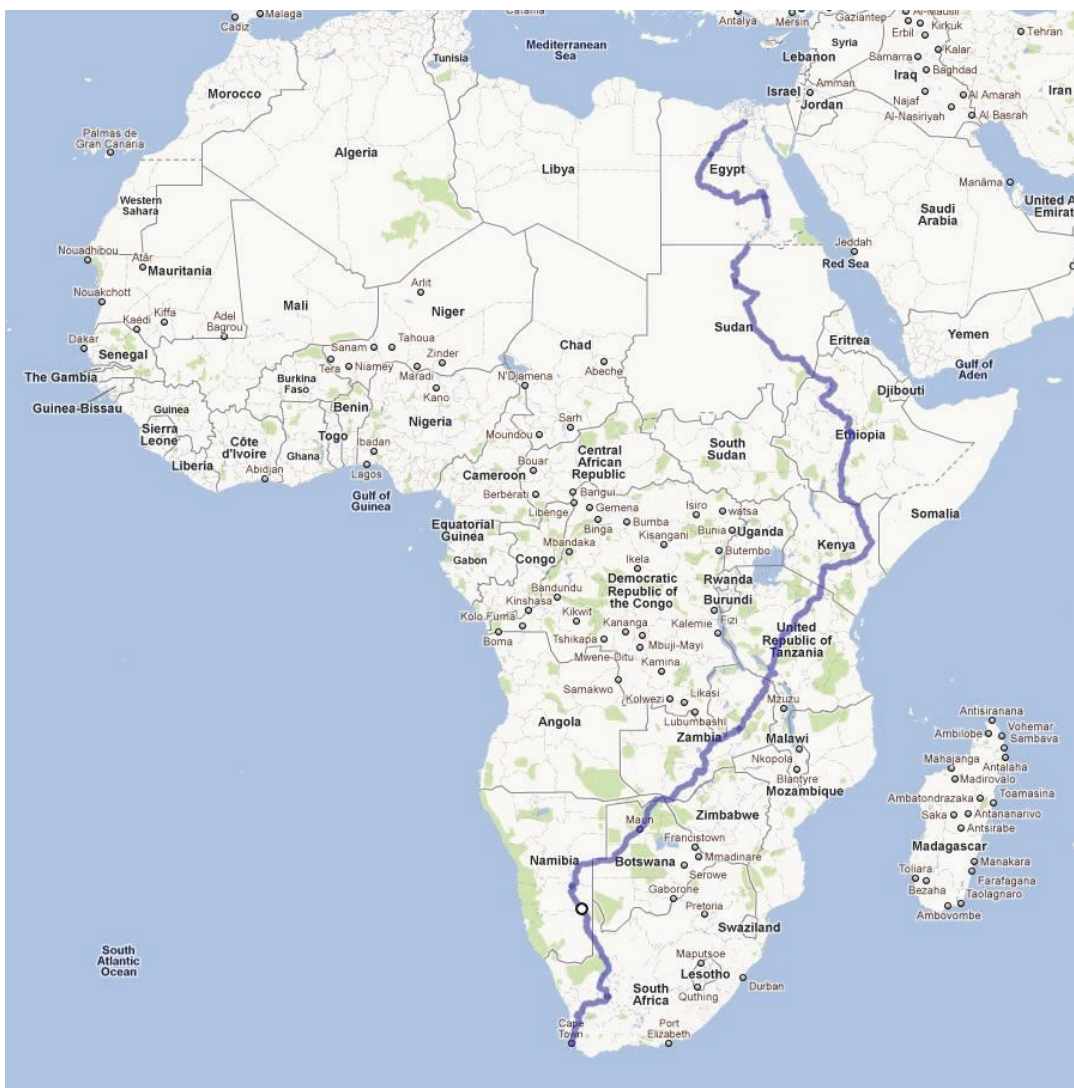 Malaga
Cadiz
Catania
Antalya
Mersin
Gaziantep
Al-Mausil
Erbil
Kirkuk
Tehran
Mediterranean
Sea
Tunisia
Syria
Lebanon
Samarra
Kalar
Baghdad
Iraq
Iran
Morocco
Israel
Amman
Jordan
Najaf
Al Amarah
Al-Nasiriyah
Al Basrah
Palmas de
Gran Canaria
Algeria
Libya
Egypt
Manāma
United A
Emirat
Western
Sahara
Saudi
Arabia
Nouadhibou
Atâr
Mauritania
Jeddah
Red Sea
Nouakchott
Mali
Arlit
Niger
Kaédi
Kiffa
Adel
Bagrou
Sudan
Eritrea
Yemen
Dakar
Senegal
Sanam
Tahoua
Chad
Gulf of
Aden
The Gambia
Tera
Niamey
Zinder
Maradi
Abeche
N'Djamena
Djibouti
Guinea-Bissau
Burkina
Faso
Kano
Guinea
Benin
Nigeria
Sarh
Sierra
Leone
Côte
d'Ivoire
Togo
Ghana
Ibadan
Moundou
South
Sudan
Ethiopia
Liberia
Abidjan
Lagos
Bouar
Central
African
Republic
Cameroon
Gulf of
Guinea
Berbérati
Bangui
Libenge
Gemena
Isiro
watsa
Somalia
Equatorial
Guinea
Binga
Bumba
Bunia
Uganda
Kisangani
Mbandaka
Kenya
Gabon
Congo
Ikela
Butembo
Democratic
Republic of
the Congo
Rwanda
Burundi
Bandundu
Kinshasa
Kolo Fuma
Kikwit
Kananga
Kalemie
Fizi
United
Republic of
Tanzania
Boma
Tshikapa
Mbuji-Mayi
Mwene-Ditu
Kamina
Samakwo
Kolwezi
Likasi
Mzuzu
Antisiranana
Angola
Lubumbashi
Zambia
Malawi
Ambilobe
Vohemar
Sambava
Nkopola
Mahajanga
Antalaha
Blantyre
Madirovalo
Mozambique
Ambatondrazaka
Toamasina
Zimbabwe
Saka
Antananarivo
Maun
Antsirabe
Francistown
Madagascar
Namibia
Botswana
Mmadinare
Manakara
Serowe
Toliara
Farafagana
Gaborone
Bezaha
Taolagnaro
Pretoria
Ambovombe
Swaziland
South
Atlantic
Ocean
Maputsoe
Lesotho
South
Africa
Quthing
Durban
Cape
Town
Port
Elizabeth